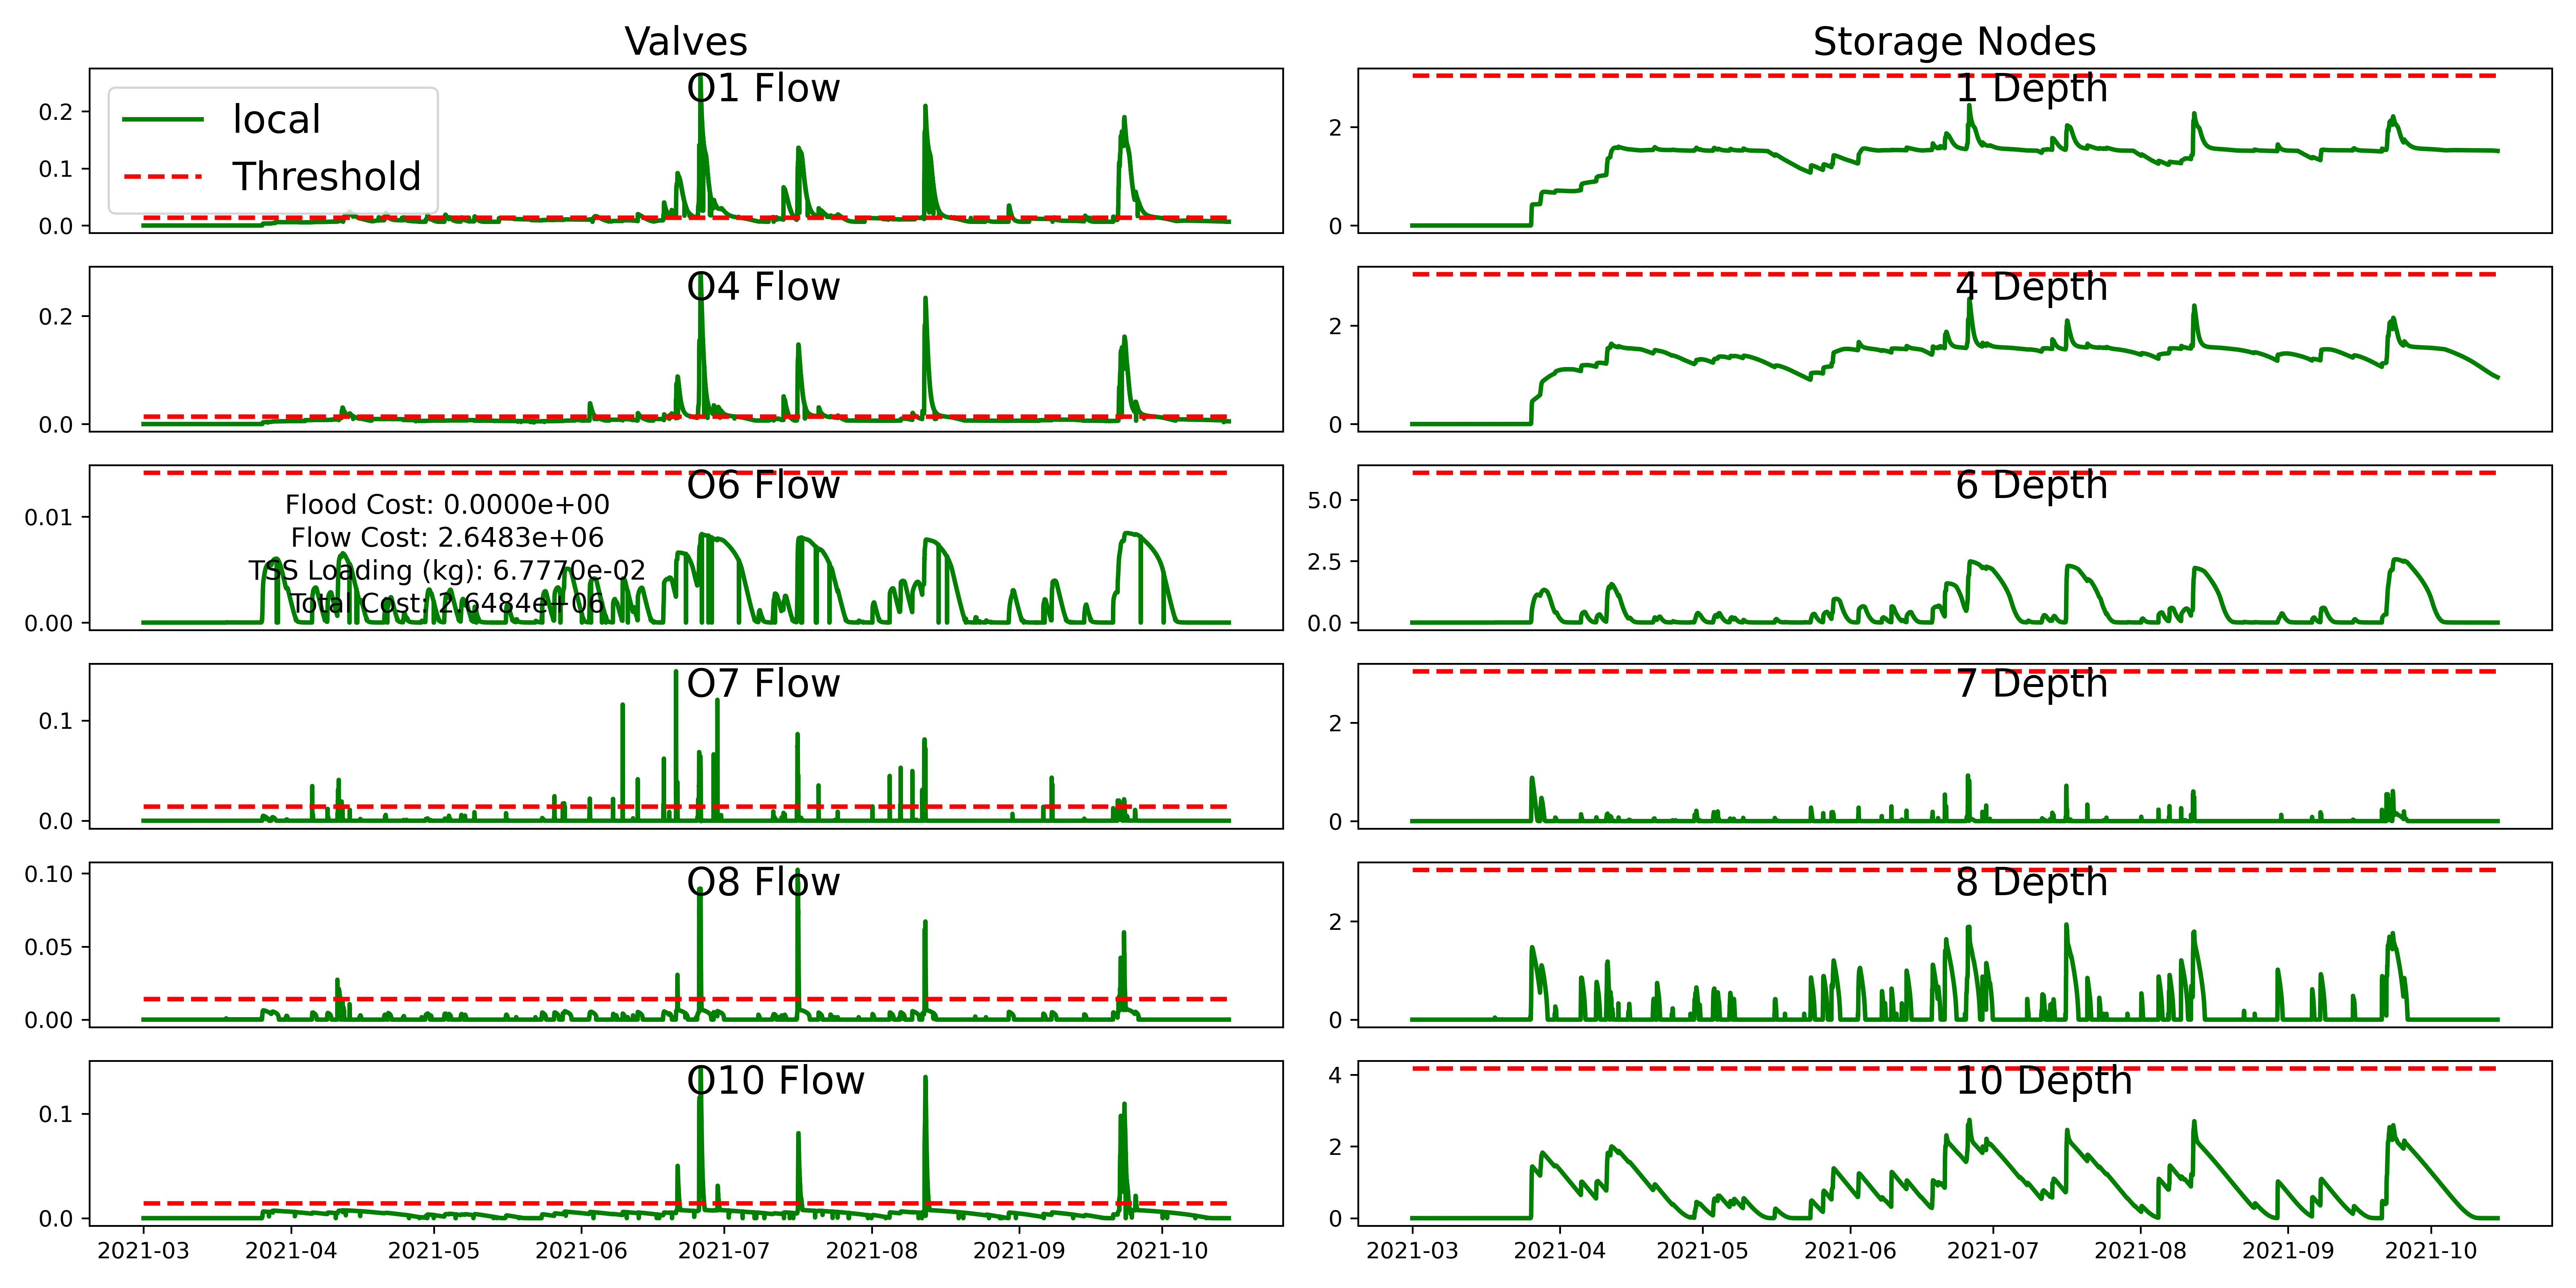 Valves
Storage Nodes
O1 Flow
local
Threshold
0.2
0.1
0.0
1 Depth
2
0
O4 Flow
0.2
0.0
4 Depth
2
0
O6 Flow
Flood Cost: 0.0000e+00
Flow Cost: 2.6483e+06
TSS Loading (kg): 6.7770e-02
Total Cost: 2.6484e+06
0.01
0.00
6 Depth
5.0
2.5
0.0
O7 Flow
0.1
0.0
7 Depth
2
0
O8 Flow
0.10
0.05
0.00
8 Depth
2
0
O10 Flow
0.1
0.0
10 Depth
4
2
0
2021-03 2021-04 2021-05 2021-06 2021-07 2021-08 2021-09 2021-10
2021-03 2021-04 2021-05 2021-06 2021-07 2021-08 2021-09 2021-10